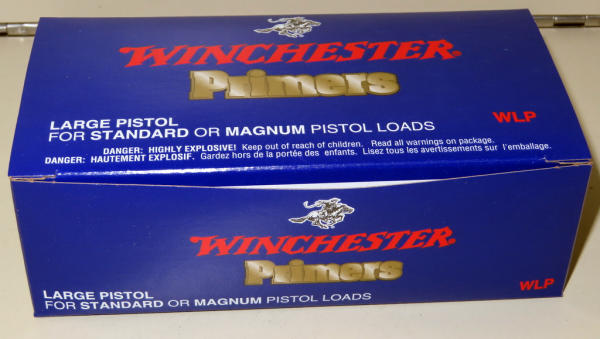 WINCHESTER
Primers
LARGE PISTOL
FOR STANDARD OR MAGNUM PISTOL LOADS
WLP
DANGER: HIGHLY EXPLOSIVE! Keep out of reach of children. Read all warnings on package.
DANGER: HAUTEMENT EXPLOSIF. Gardez hors de la portée des enfants. Lisez tous les avertissements sur l'emballage.
WINCHESTER
Primers
LARGE PISTOL
FOR STANDARD OR MAGNUM PISTOL LOADS
WLP